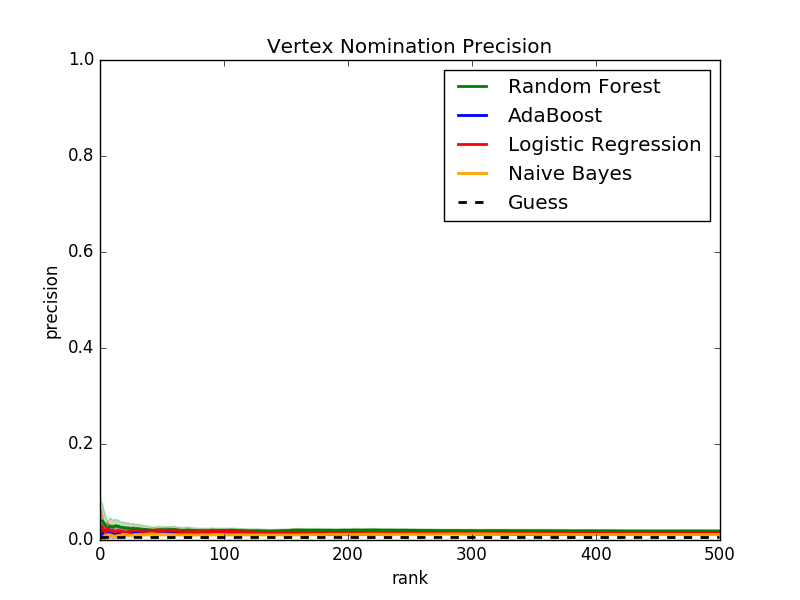 Vertex Nomination Precision
1.0
0.8
0.6
0.4
0.2
0.0
precision
Random Forest
AdaBoost
Logistic Regression
Naive Bayes
Guess
0 100 200 300 400 500
rank